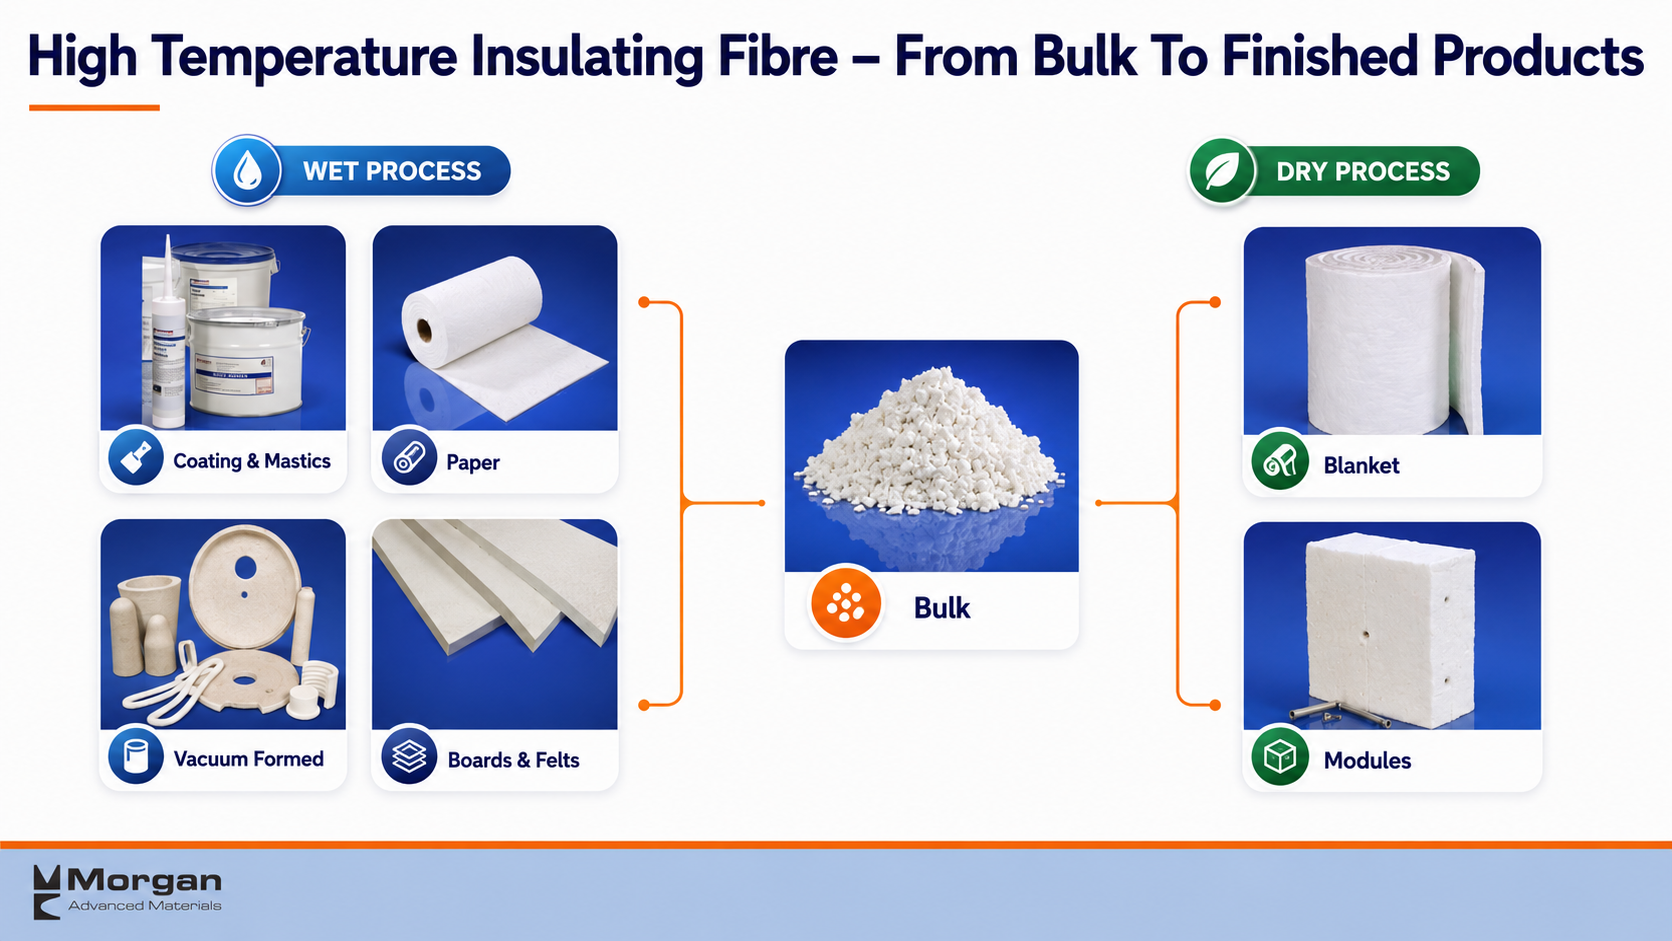 High Temperature Insulating Fibre – From Bulk To Finished Products
WET PROCESS
DRY PROCESS
Coating & Mastics
Paper
Blanket
Bulk
Vacuum Formed
Boards & Felts
Modules
Morgan
Advanced Materials